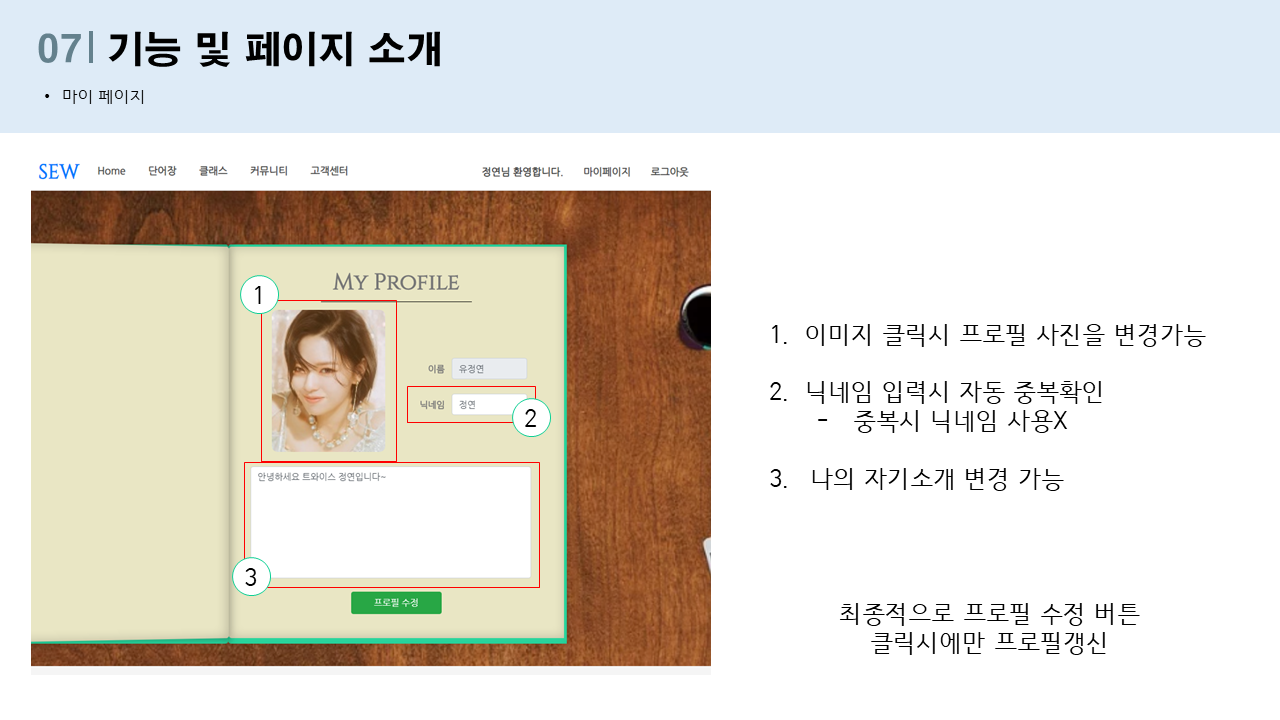 07| 기능 및 페이지 소개
• 마이 페이지
SEW Home 단어장 클래스 커뮤니티 고객센터 정연님 환영합니다. 마이페이지 로그아웃
MY PROFILE
1
이름 유정연
닉네임 정연
2
안녕하세요 트와이스 정연입니다~
3
프로필 수정
1. 이미지 클릭시 프로필 사진을 변경가능
2. 닉네임 입력시 자동 중복확인
- 중복시 닉네임 사용X
3. 나의 자기소개 변경 가능
최종적으로 프로필 수정 버튼
클릭시에만 프로필갱신